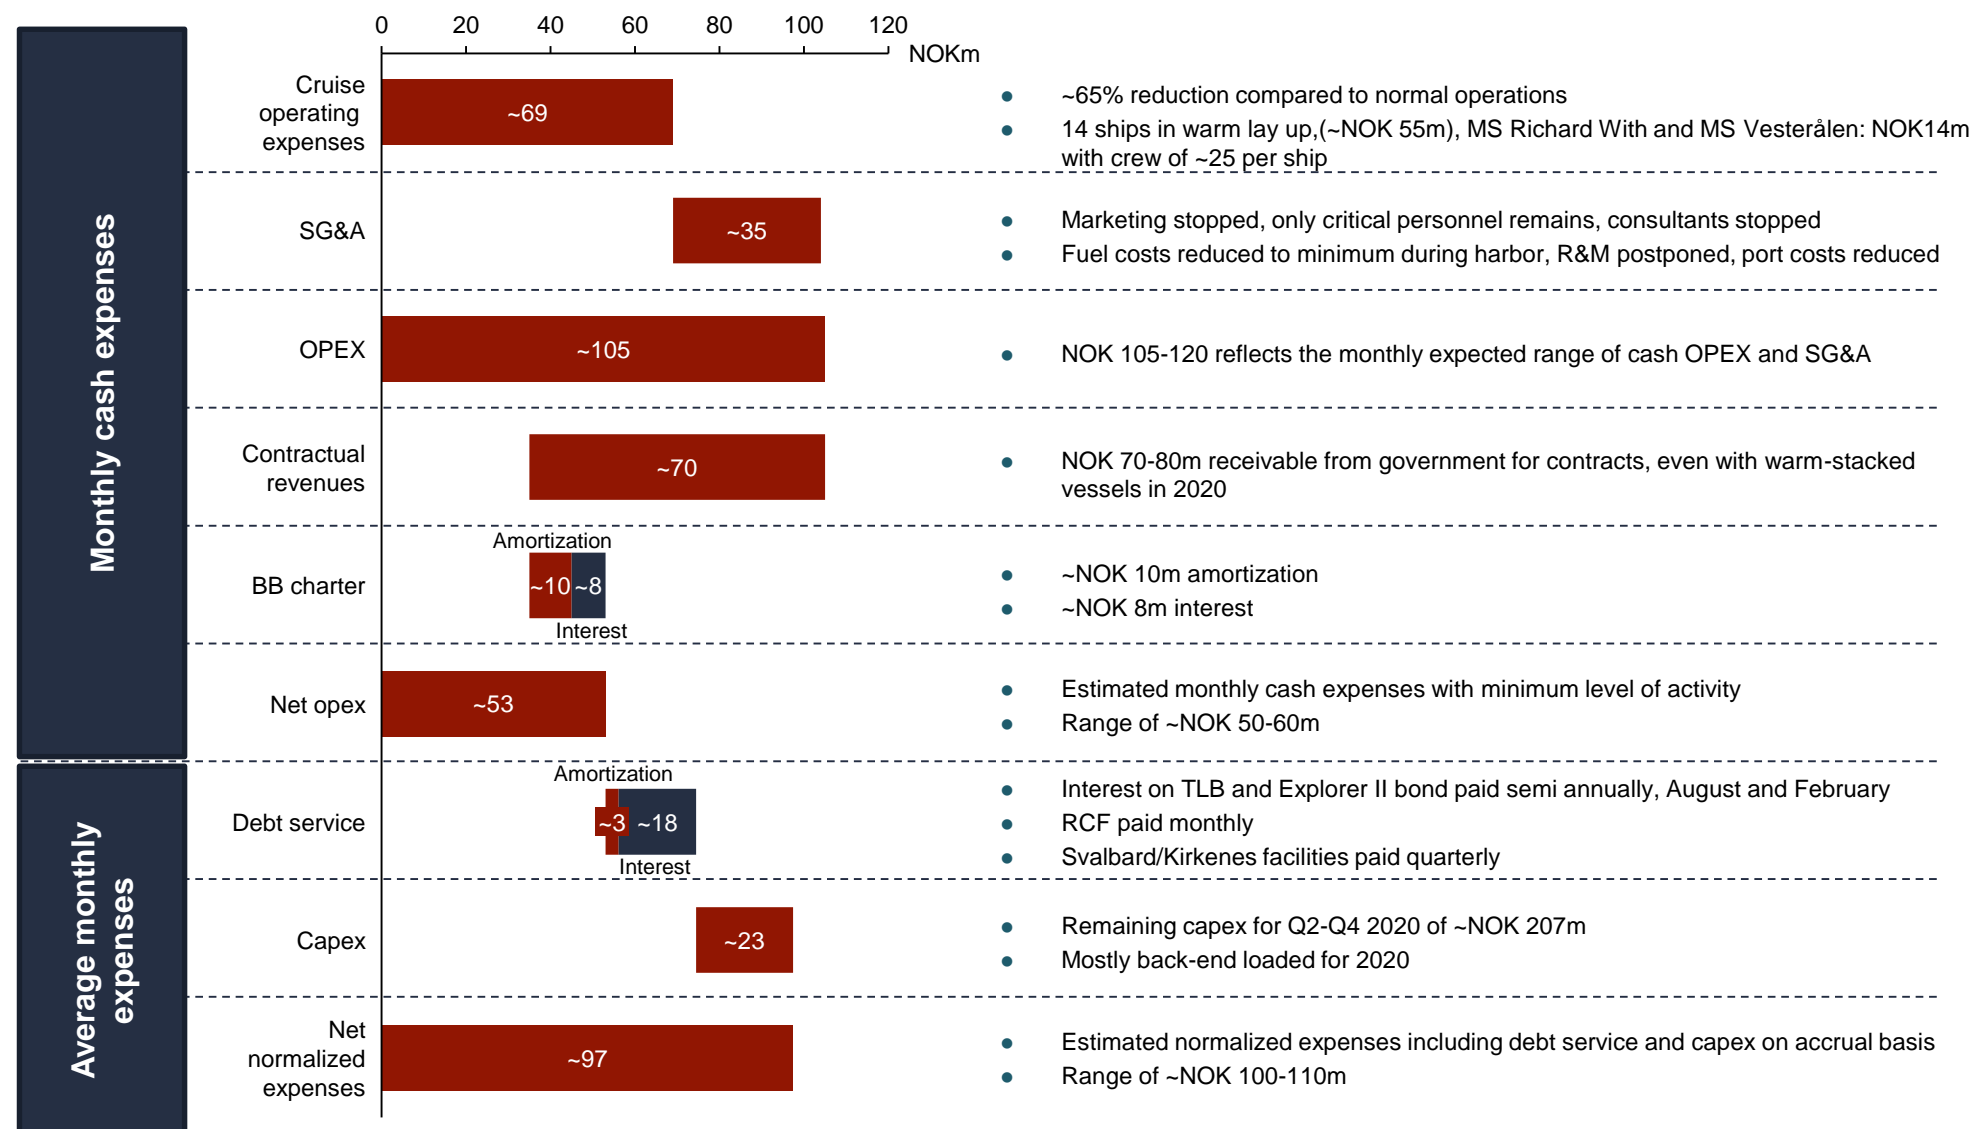 0 20 40 60 80 100 120
NOKm
Monthly cash expenses
Cruise
operating
expenses
~69
~65% reduction compared to normal operations
14 ships in warm lay up,(~NOK 55m), MS Richard With and MS Vesterålen: NOK14m
with crew of ~25 per ship
SG&A
~35
Marketing stopped, only critical personnel remains, consultants stopped
Fuel costs reduced to minimum during harbor, R&M postponed, port costs reduced
OPEX
~105
NOK 105-120 reflects the monthly expected range of cash OPEX and SG&A
Contractual
revenues
~70
NOK 70-80m receivable from government for contracts, even with warm-stacked
vessels in 2020
BB charter
Amortization
~10 ~8
Interest
~NOK 10m amortization
~NOK 8m interest
Net opex
~53
Estimated monthly cash expenses with minimum level of activity
Range of ~NOK 50-60m
Average monthly
expenses
Debt service
Amortization
~3 ~18
Interest
Interest on TLB and Explorer II bond paid semi annually, August and February
RCF paid monthly
Svalbard/Kirkenes facilities paid quarterly
Capex
~23
Remaining capex for Q2-Q4 2020 of ~NOK 207m
Mostly back-end loaded for 2020
Net
normalized
expenses
~97
Estimated normalized expenses including debt service and capex on accrual basis
Range of ~NOK 100-110m